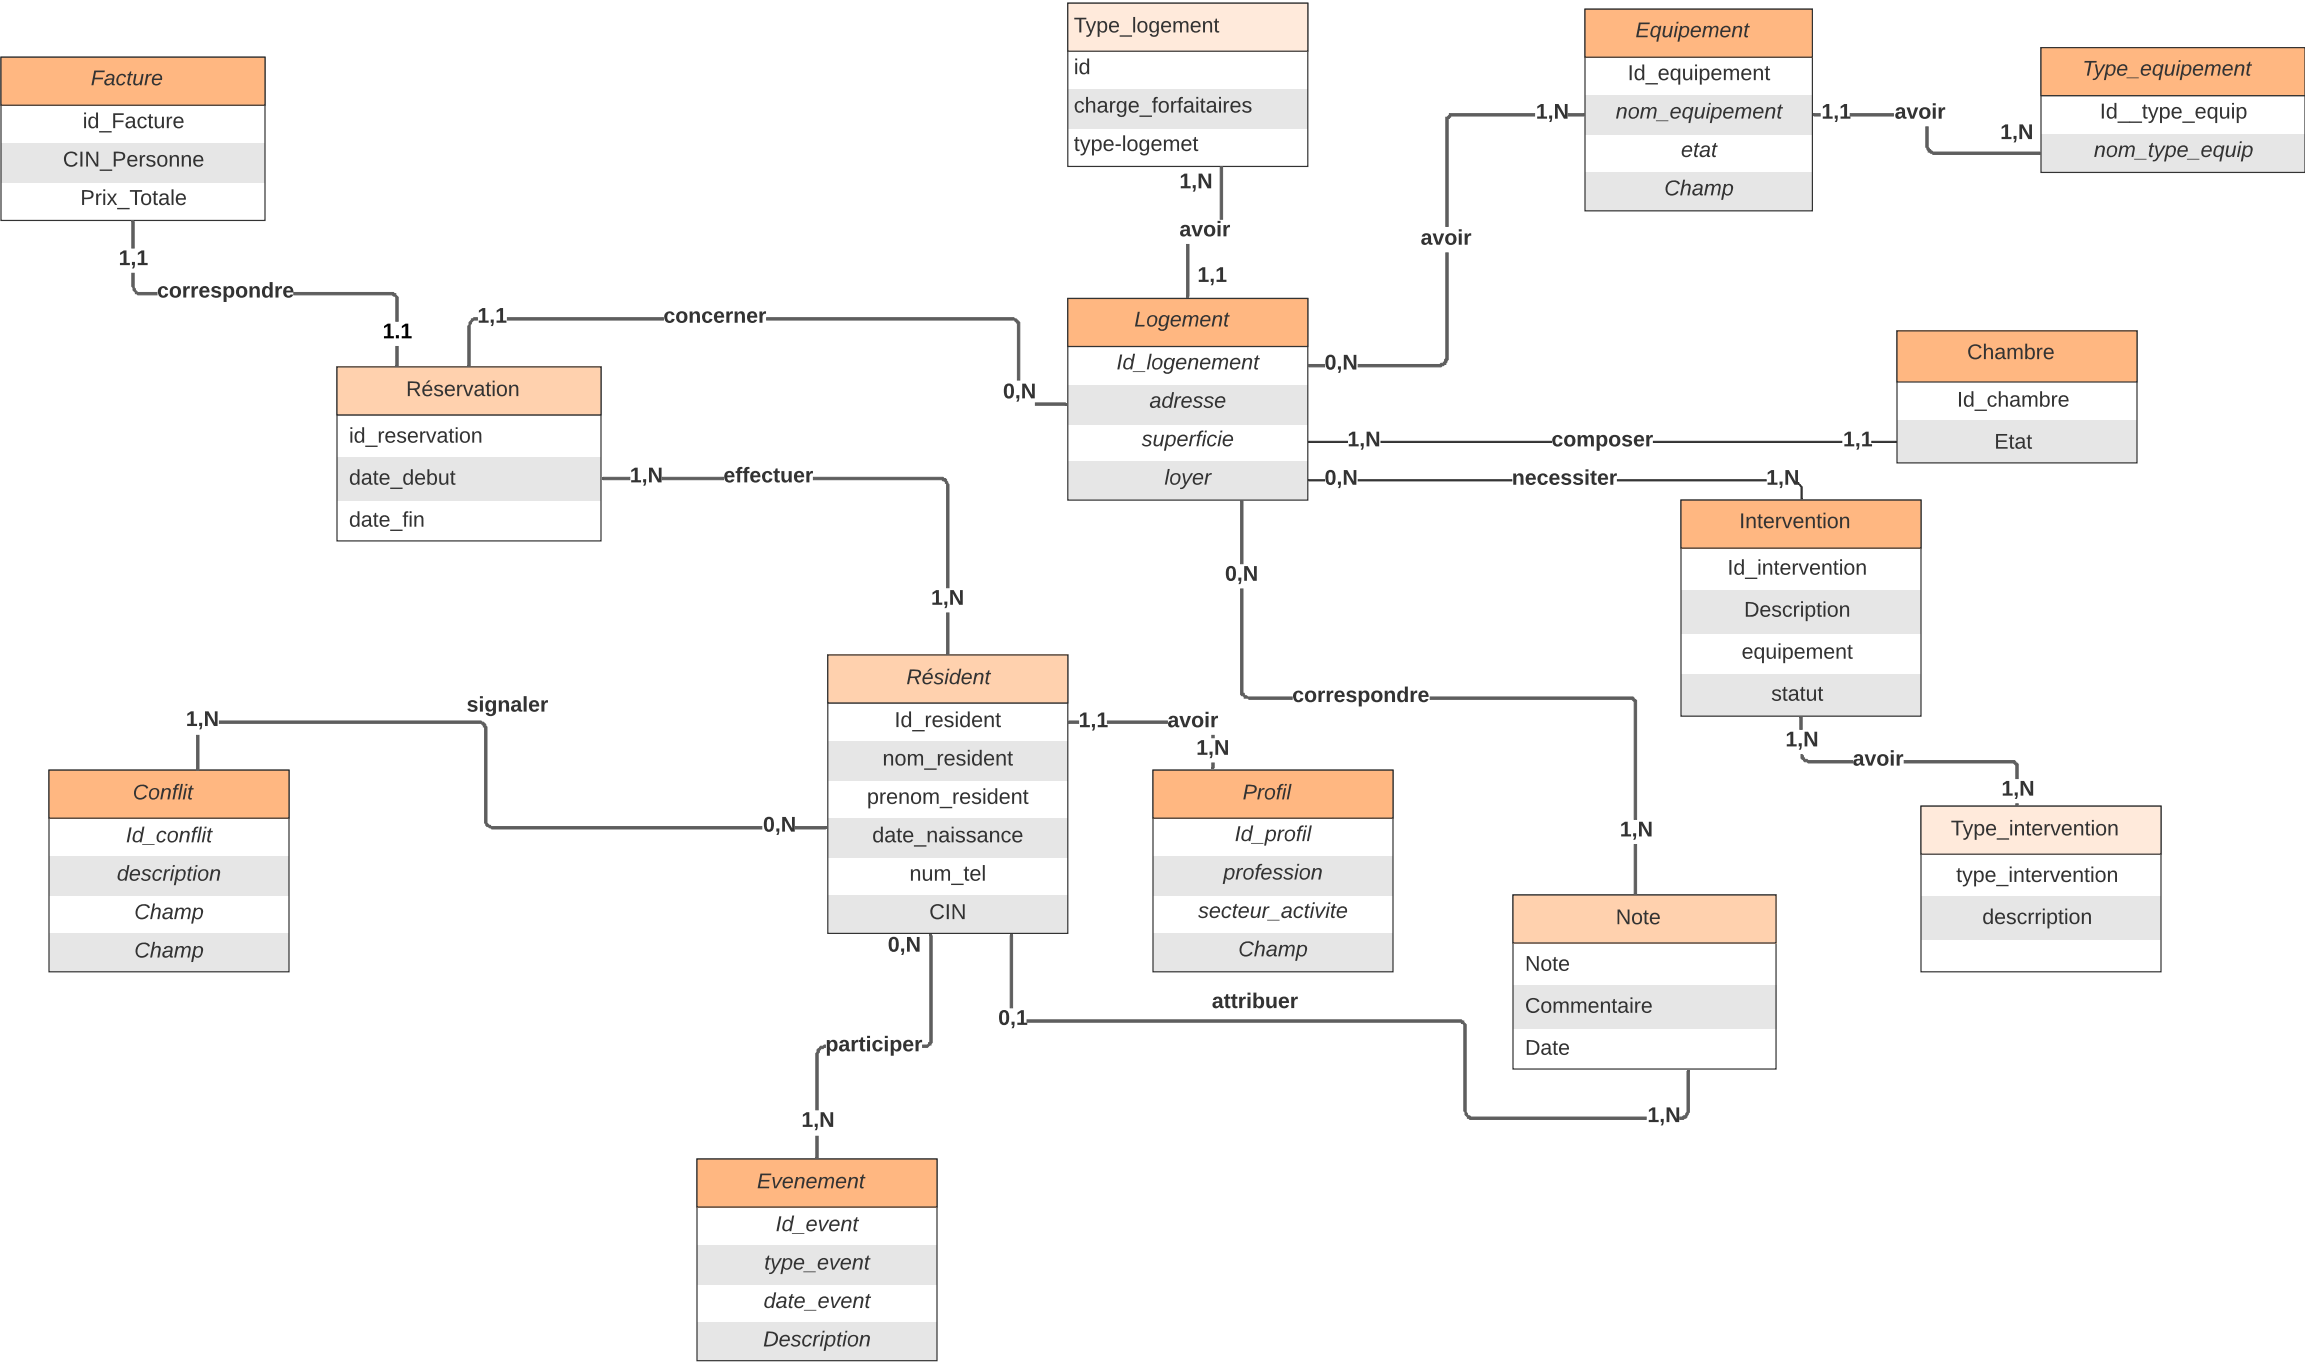 Facture
id_Facture
CIN_Personne
Prix_Totale
1,1
correspondre
1.1
Réservation
id_reservation
date_debut
date_fin
1,1
concerner
0,N
1,N
effectuer
1,N
Type_logement
id
charge_forfaitaires
type-logemet
1,N
avoir
1,1
Logement
Id_logenement
adresse
superficie
loyer
0,N
avoir
1,N
Equipement
Id_equipement
nom_equipement
etat
Champ
1,1
avoir
1,N
Type_equipement
Id__type_equip
nom_type_equip
1,N
composer
1,1
Chambre
Id_chambre
Etat
0,N
necessiter
1,N
Intervention
Id_intervention
Description
equipement
statut
1,N
avoir
1,N
Type_intervention
type_intervention
descrription
0,N
correspondre
1,N
Note
Note
Commentaire
Date
1,N
attribuer
0,1
Résident
Id_resident
nom_resident
prenom_resident
date_naissance
num_tel
CIN
1,1
avoir
1,N
Profil
Id_profil
profession
secteur_activite
Champ
0,N
signaler
1,N
Conflit
Id_conflit
description
Champ
Champ
0,N
participer
1,N
Evenement
Id_event
type_event
date_event
Description